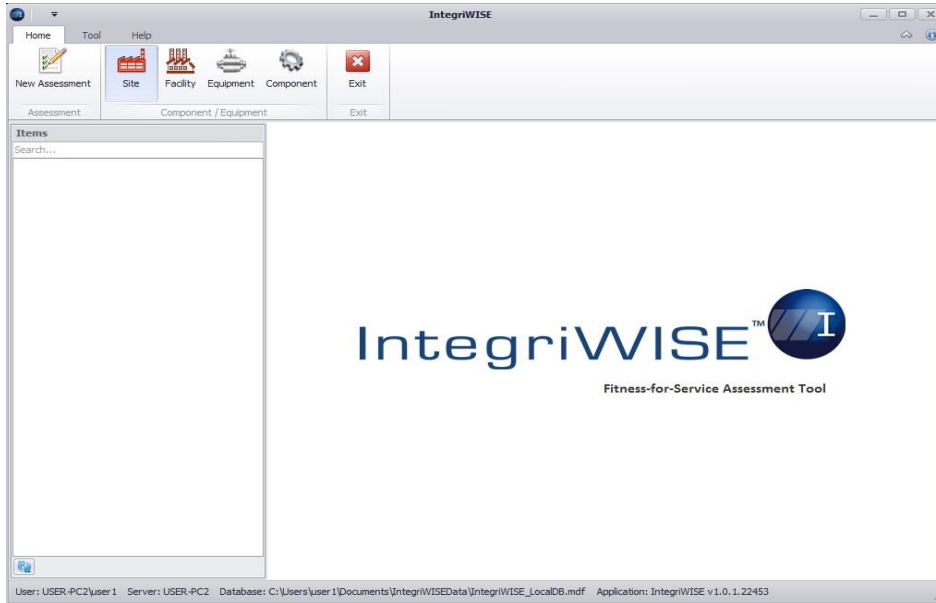 IntegriWISE
Home Tool Help
New Assessment Site Facility Equipment Component Exit
Assessment Component / Equipment Exit
Items
Search...
IntegriWISE™ I
Fitness-for-Service Assessment Tool
User: USER-PC2\user1 Server: USER-PC2 Database: C:\Users\user1\Documents\IntegriWISEData\IntegriWISE_LocalDB.mdf Application: IntegriWISE v1.0.1.22453